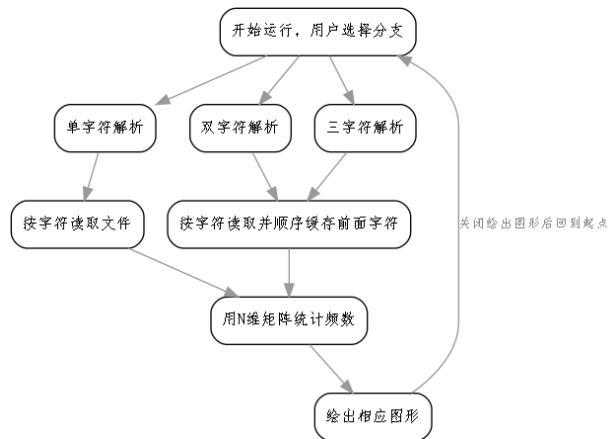 开始运行，用户选择分支
单字符解析
双字符解析
三字符解析
按字符读取文件
按字符读取并顺序缓存前面字符
关闭绘出图形后回到起点
用N维矩阵统计频数
绘出相应图形